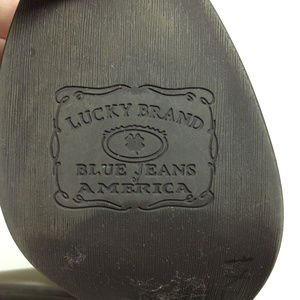 LUCKY BRAND
BLUE JEANS
OF
AMERICA